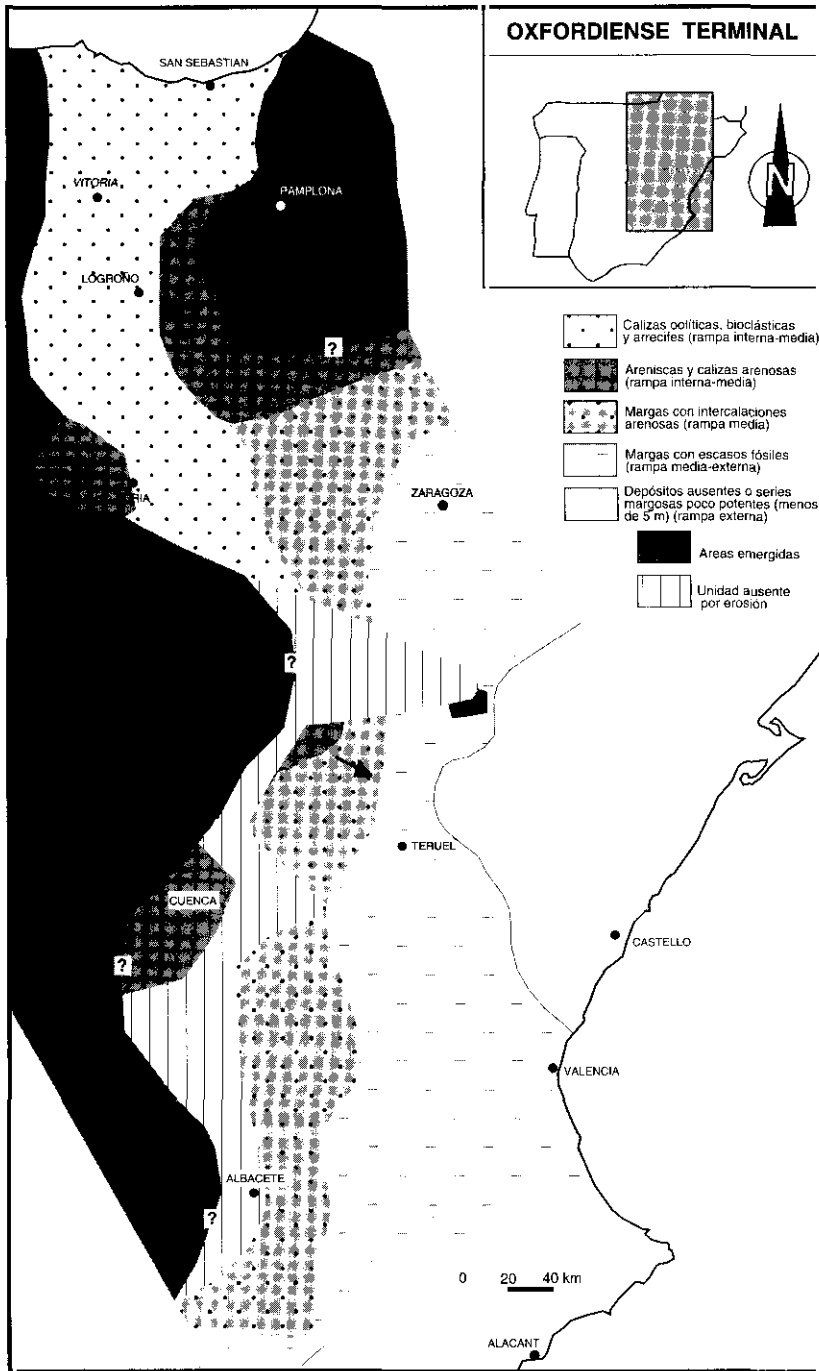 OXFORDIENSE TERMINAL
N
SAN SEBASTIAN
VITORIA
PAMPLONA
LOGROÑO
?
Calizas oolíticas, bioclásticas
y arrecifes (rampa interna-media)
Areniscas y calizas arenosas
(rampa interna-media)
Margas con intercalaciones
arenosas (rampa media)
Margas con escasos fósiles
(rampa media-externa)
Depósitos ausentes o series
margosas poco potentes (menos
de 5 m) (rampa externa)
Areas emergidas
Unidad ausente
por erosión
RIA
ZARAGOZA
?
TERUEL
CUENCA
CASTELLO
?
VALENCIA
ALBACETE
?
0 20 40 km
ALACANT